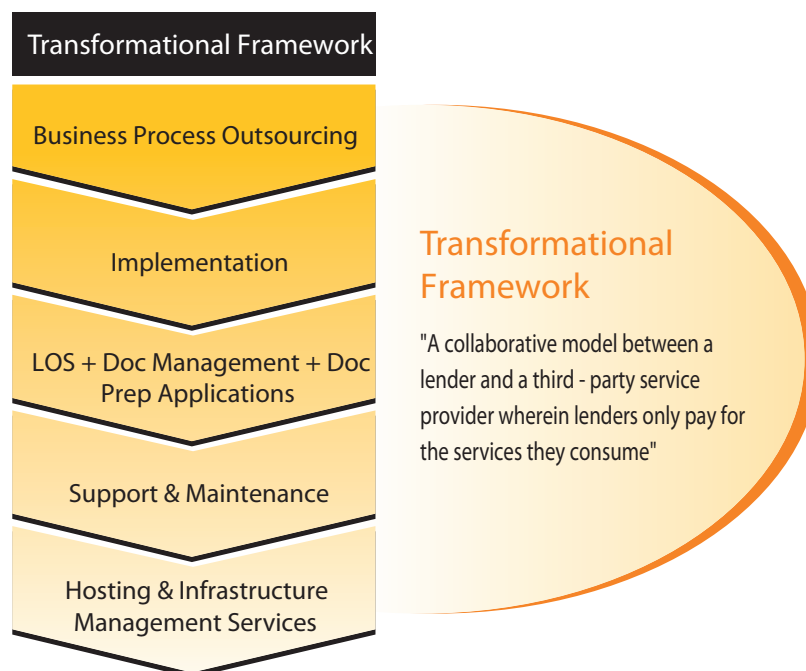 Transformational Framework
Business Process Outsourcing
Implementation
LOS + Doc Management + Doc
Prep Applications
Support & Maintenance
Hosting & Infrastructure
Management Services
Transformational
Framework
"A collaborative model between a
lender and a third - party service
provider wherein lenders only pay for
the services they consume"